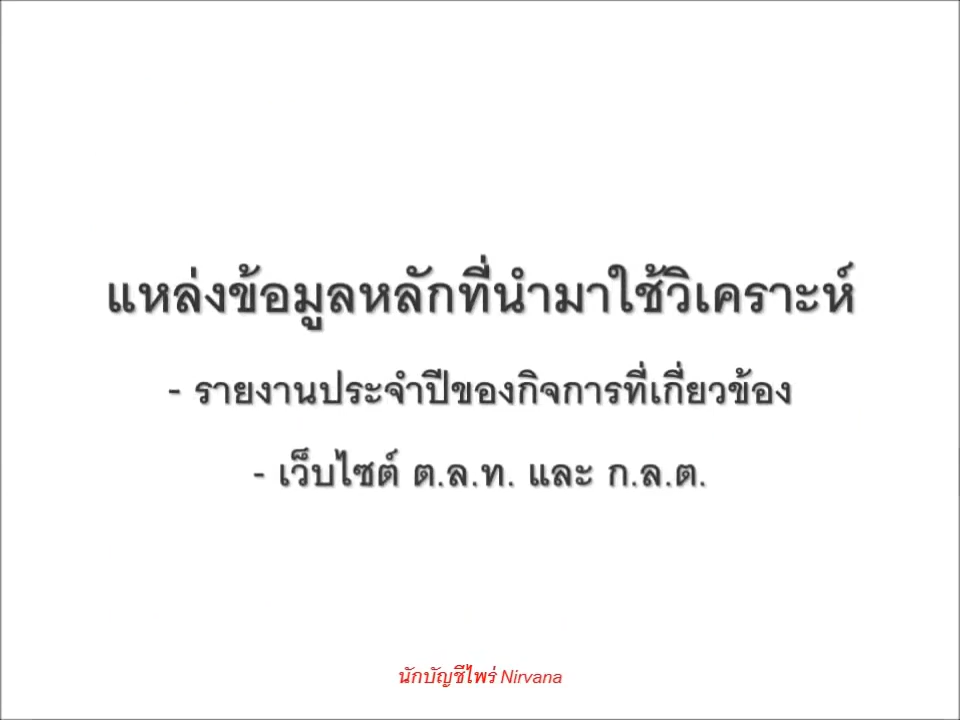 แหล่งข้อมูลหลักที่นำมาใช้วิเคราะห์
- รายงานประจำปีของกิจการที่เกี่ยวข้อง
- เว็บไซต์ ต.ล.ท. และ ก.ล.ต.
นักบัญชีไพร่ Nirvana